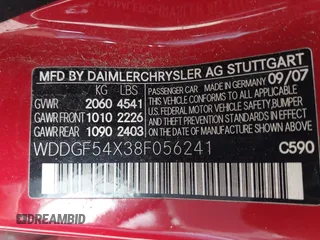 MFD BY DAIMLERCHRYSLER AG STUTTGART
MADE IN GERMANY 09/07
KG LBS
GVWR 2060 4541
GAWR FRONT 1010 2226
GAWR REAR 1090 2403
PASSENGER CAR
THIS VEHICLE CONFORMS TO ALL
APPLICABLE U.S. FEDERAL MOTOR
VEHICLE SAFETY BUMPER, AND
THEFT PREVENTION STANDARDS IN
EFFECT ON THE DATE OF
MANUFACTURE SHOWN ABOVE.
WDDGF54X38F056241
C590
DREAMBID